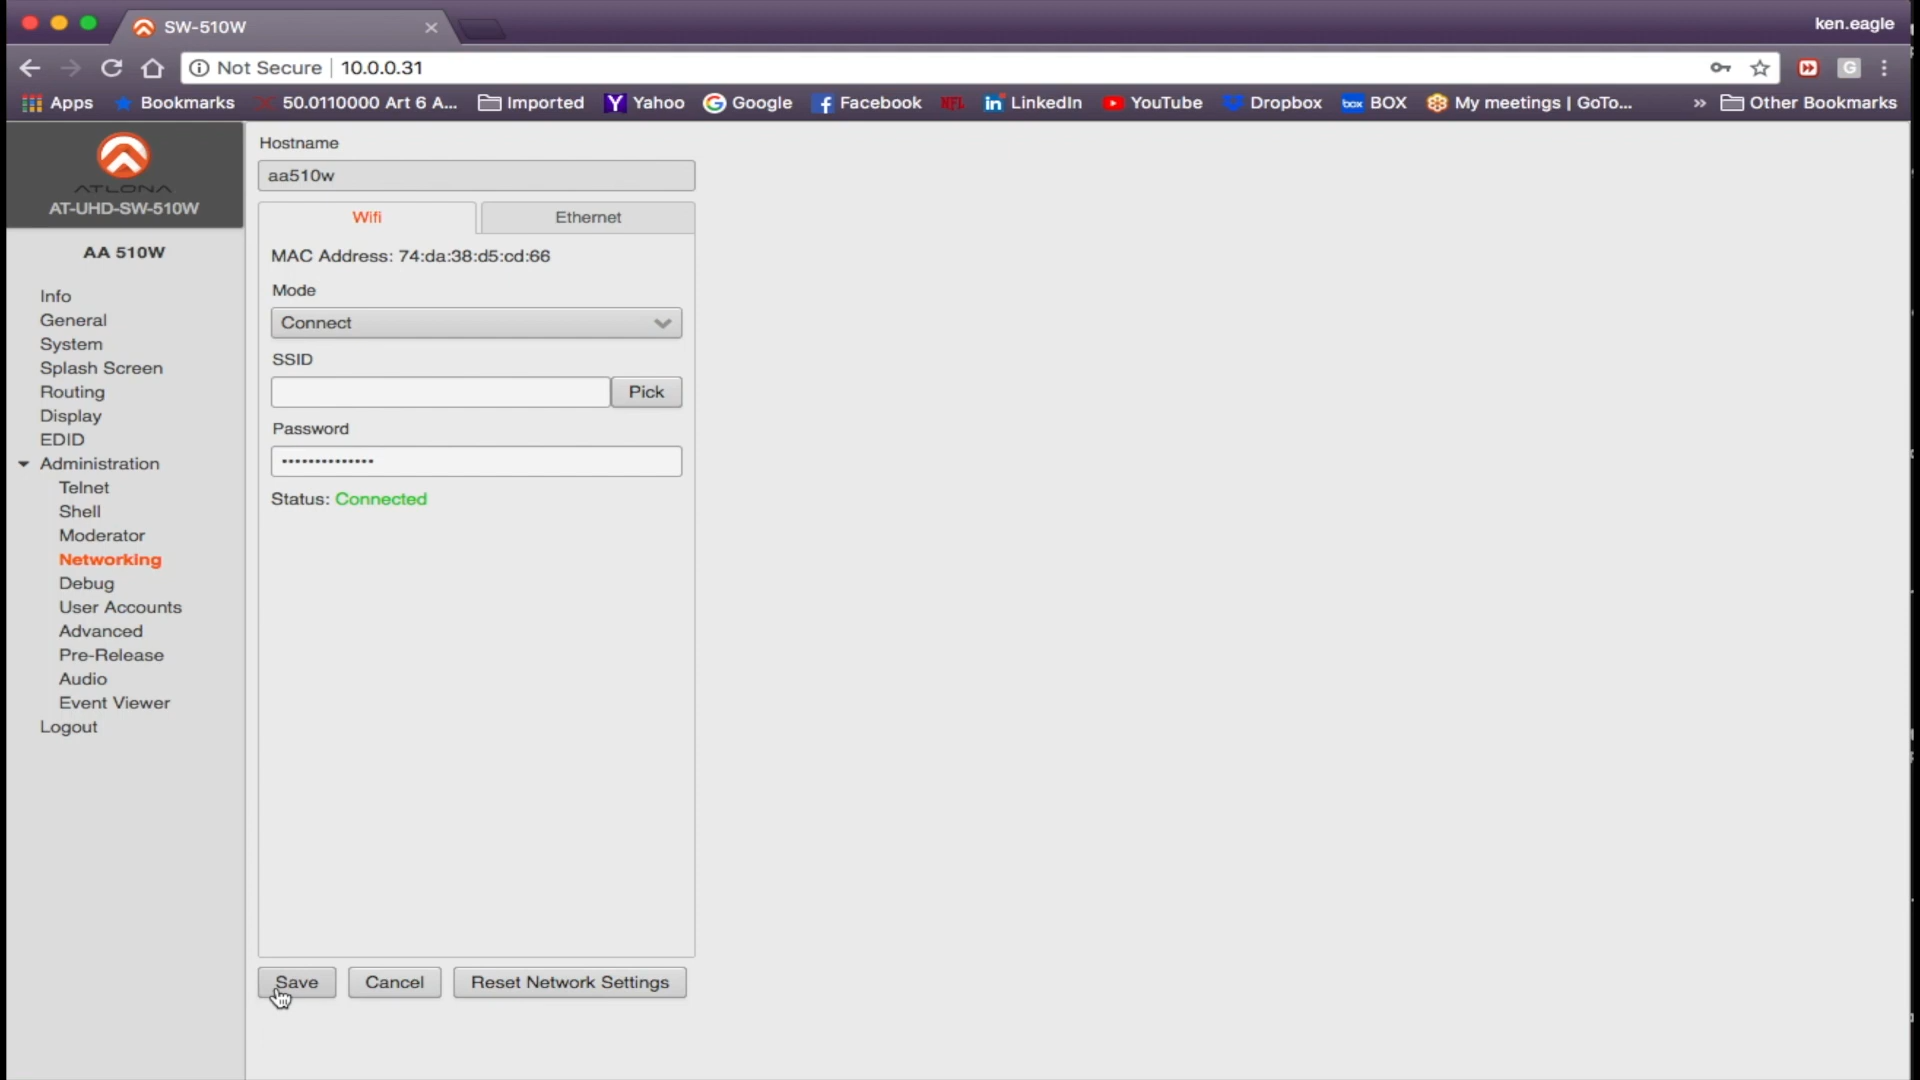 SW-510W
ken.eagle
Not Secure 10.0.0.31
Apps Bookmarks 50.0110000 Art 6 A... Imported Yahoo Google Facebook NFL LinkedIn YouTube Dropbox BOX My meetings | GoTo... » Other Bookmarks
ATLONA
AT-UHD-SW-510W
AA 510W
Info
General
System
Splash Screen
Routing
Display
EDID
Administration
Telnet
Shell
Moderator
Networking
Debug
User Accounts
Advanced
Pre-Release
Audio
Event Viewer
Logout
Hostname
aa510w
Wifi Ethernet
MAC Address: 74:da:38:d5:cd:66
Mode
Connect
SSID
Pick
Password
••••••••••••••
Status: Connected
Save Cancel Reset Network Settings